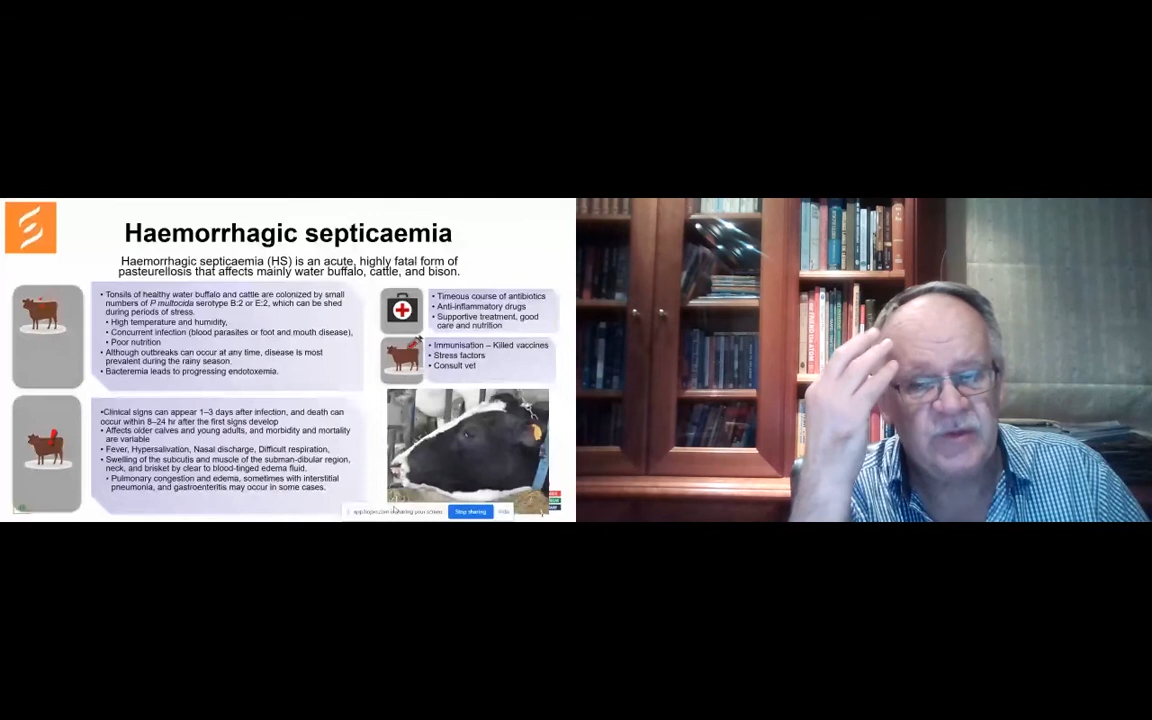 Haemorrhagic septicaemia
Haemorrhagic septicaemia (HS) is an acute, highly fatal form of
pasteurellosis that affects mainly water buffalo, cattle, and bison.
• Tonsils of healthy water buffalo and cattle are colonized by small
numbers of P multocida serotype B:2 or E:2, which can be shed
during periods of stress.
• High temperature and humidity,
• Concurrent infection (blood parasites or foot and mouth disease),
• Poor nutrition
• Although outbreaks can occur at any time, disease is most
prevalent during the rainy season.
• Bacteremia leads to progressing endotoxemia.
•Clinical signs can appear 1–3 days after infection, and death can
occur within 8–24 hr after the first signs develop
• Affects older calves and young adults, and morbidity and mortality
are variable
• Fever, Hypersalivation, Nasal discharge, Difficult respiration,
• Swelling of the subcutis and muscle of the subman-dibular region,
neck, and brisket by clear to blood-tinged edema fluid.
• Pulmonary congestion and edema, sometimes with interstitial
pneumonia, and gastroenteritis may occur in some cases.
• Timeous course of antibiotics
• Anti-inflammatory drugs
• Supportive treatment, good
care and nutrition
• Immunisation – Killed vaccines
• Stress factors
• Consult vet
sharing your screen
Stop sharing
Hide